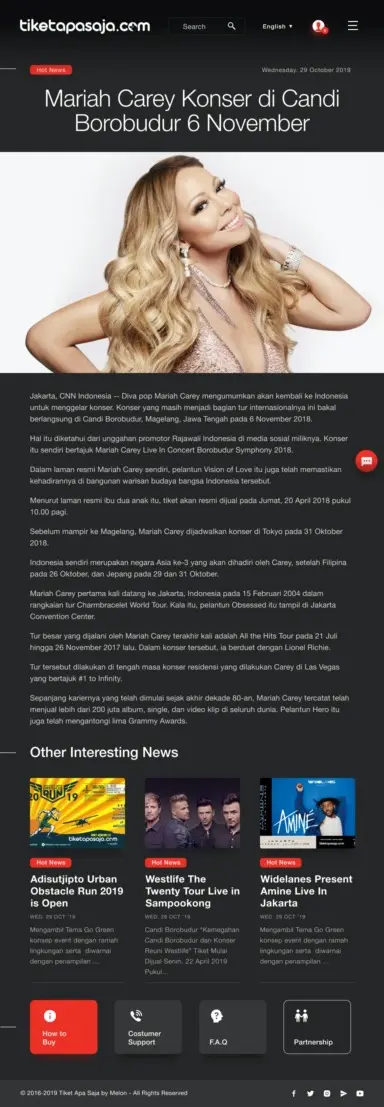 tiketapasaja.com
Search
English
Hot News
Wednesday. 29 October 2019
Mariah Carey Konser di Candi
Borobudur 6 November
Jakarta, CNN Indonesia -- Diva pop Mariah Carey mengumumkan akan kembali ke Indonesia
untuk menggelar konser. Konser yang masih menjadi bagian tur internasionalnya ini bakal
berlangsung di Candi Borobudur, Magelang, Jawa Tengah pada 6 November 2018.
Hal itu diketahui dari unggahan promotor Rajawali Indonesia di media sosial miliknya. Konser
itu sendiri bertajuk Mariah Carey Live In Concert Borobudur Symphony 2018.
Dalam laman resmi Mariah Carey sendiri, pelantun Vision of Love itu juga telah memastikan
kehadirannya di bangunan warisan budaya bangsa Indonesia tersebut.
Menurut laman resmi ibu dua anak itu, tiket akan resmi dijual pada Jumat, 20 April 2018 pukul
10.00 pagi.
Sebelum mampir ke Magelang, Mariah Carey dijadwalkan konser di Tokyo pada 31 Oktober
2018.
Indonesia sendiri merupakan negara Asia ke-3 yang akan dihadiri oleh Carey, setelah Filipina
pada 26 Oktober, dan Jepang pada 29 dan 31 Oktober.
Mariah Carey pertama kali datang ke Jakarta, Indonesia pada 15 Februari 2004 dalam
rangkaian tur Charmbracelet World Tour. Kala itu, pelantun Obsessed itu tampil di Jakarta
Convention Center.
Tur besar yang dijalani oleh Mariah Carey terakhir kali adalah All the Hits Tour pada 21 Juli
hingga 26 November 2017 lalu. Dalam konser tersebut, ia berduet dengan Lionel Richie.
Tur tersebut dilakukan di tengah masa konser residensi yang dilakukan Carey di Las Vegas
yang bertajuk #1 to Infinity.
Sepanjang kariernya yang telah dimulai sejak akhir dekade 80-an, Mariah Carey tercatat telah
menjual lebih dari 200 juta album, single, dan video klip di seluruh dunia. Pelantun Hero itu
juga telah mengantongi lima Grammy Awards.
Other Interesting News
RUN
2019
tiketapasaja.com
AMINÉ
Hot News
Hot News
Hot News
Adisutjipto Urban
Obstacle Run 2019
is Open
Westlife The
Twenty Tour Live in
Sampookong
Widelanes Present
Amine Live In
Jakarta
WED. 29 OCT '19
WED. 26 OCT '19
WED. 26 OCT '19
Mengambil Tema Go Green
konsep event dengan ramah
lingkungan serta diwarnai
dengan penampilan ...
Candi Borobudur "Kemegahan
Candi Borobudur dan Konser
Reuni Westlife" Tiket Mulai
Dijual Senin. 22 April 2019
Pukul...
Mengambil Tema Go Green
konsep event dengan ramah
lingkungan serta diwarnai
dengan penampilan ...
How to
Buy
Costumer
Support
F.A.Q
Partnership
© 2016-2019 Tiket Apa Saja by Melon - All Rights Reserved